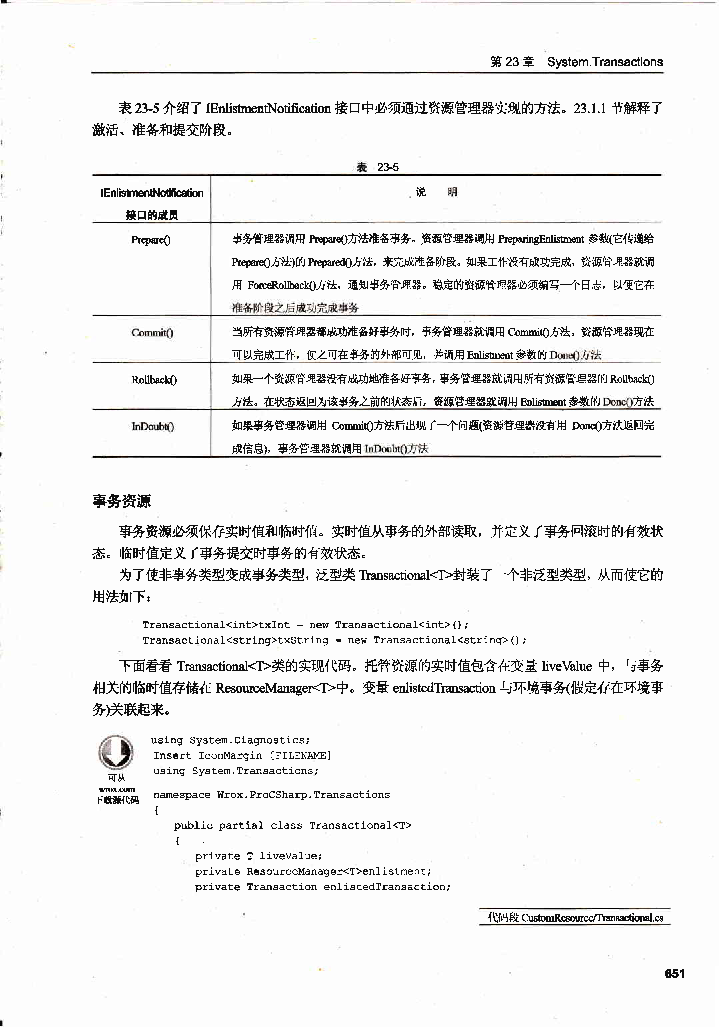 第 23 章 System.Transactions
表 23-5 介绍了 IEnlistmentNotification 接口中必须通过资源管理器实现的方法。23.1.1 节解释了
激活、准备和提交阶段。
表 23-5
IEnlistmentNotification
接口的成员
说 明
Prepare()
事务管理器调用 Prepare()方法准备事务。资源管理器调用 PreparingEnlistment 参数(它传递给
Prepare()方法)的 Prepared()方法，来完成准备阶段。如果工作没有成功完成，资源管理器就调
用 ForceRollback()方法，通知事务管理器。稳定的资源管理器必须编写一个日志，以便它在
准备阶段之后成功完成事务
Commit()
当所有资源管理器都成功准备好事务时，事务管理器就调用 Commit()方法。资源管理器现在
可以完成工作，使之可在事务的外部可见，并调用 Enlistment 参数的 Done()方法
Rollback()
如果一个资源管理器没有成功地准备好事务，事务管理器就调用所有资源管理器的 Rollback()
方法。在状态返回为该事务之前的状态后，资源管理器就调用 Enlistment 参数的 Done()方法
InDoubt()
如果事务管理器调用 Commit()方法后出现了一个问题(资源管理器没有用 Done()方法返回完
成信息)，事务管理器就调用 InDoubt()方法
事务资源
事务资源必须保存实时值和临时值。实时值从事务的外部读取，并定义了事务回滚时的有效状
态。临时值定义了事务提交时事务的有效状态。
为了使非事务类型变成事务类型，泛型类 Transactional<T>封装了一个非泛型类型，从而使它的
用法如下：
Transactional<int>txInt = new Transactional<int>();
Transactional<string>txString = new Transactional<string>();
下面看看 Transactional<T>类的实现代码。托管资源的实时值包含在变量 liveValue 中，与事务
相关的临时值存储在 ResourceManager<T>中。变量 enlistedTransaction 与环境事务(假定存在环境事
务)关联起来。
using System.Diagnostics;
Insert IconMargin [FILENAME]
using System.Transactions;
可从
wrox.com
下载源代码
namespace Wrox.ProCSharp.Transactions
{
public partial class Transactional<T>
{
private T liveValue;
private ResourceManager<T>enlistment;
private Transaction enlistedTransaction;
代码段 CustomResource/Transactional.cs
651